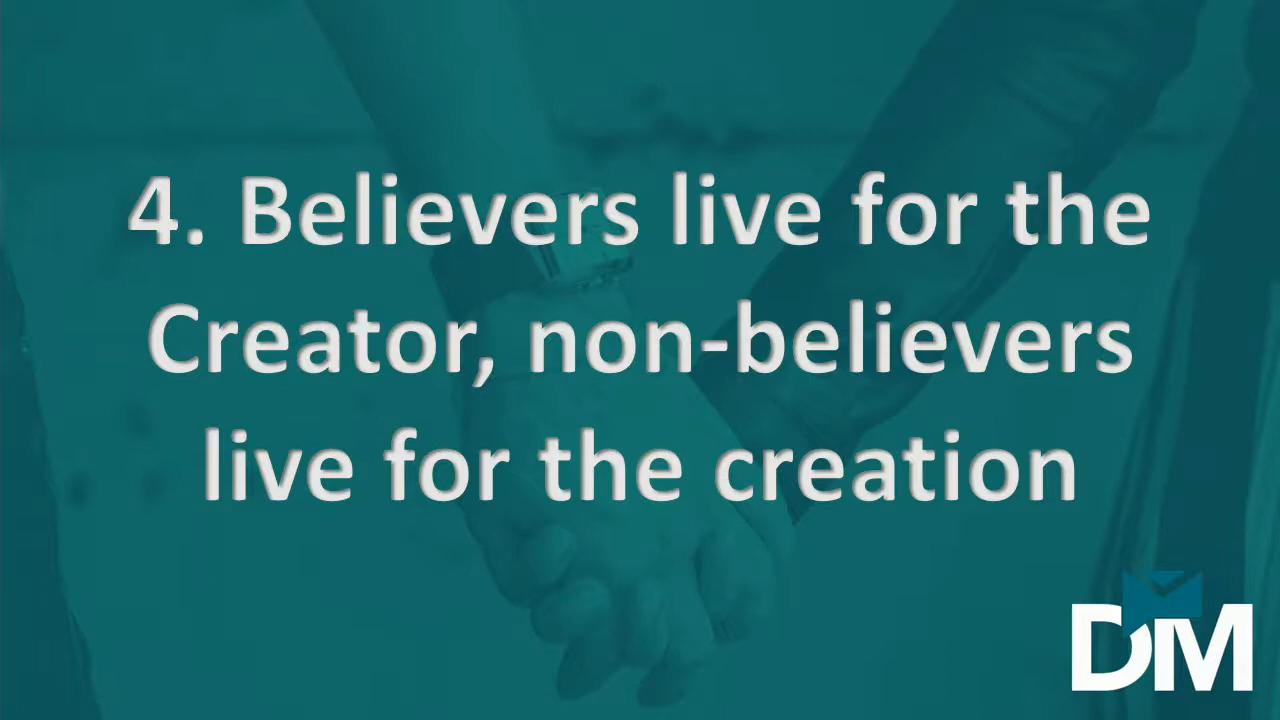 4. Believers live for the
Creator, non-believers
live for the creation
DM